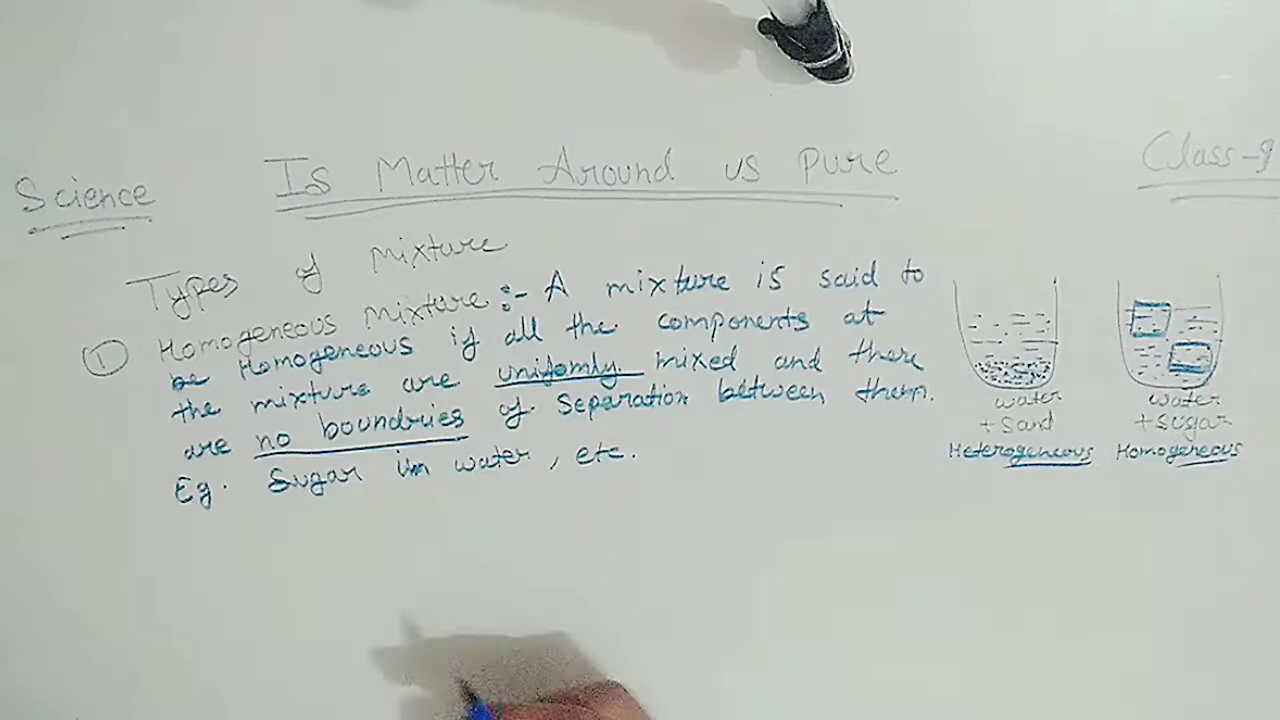 Science
Is Matter Around us Pure
Class-9
Types of mixture
① Homogeneous mixture :- A mixture is said to
be Homogeneous if all the components at
the mixture are uniformly mixed and there
are no boundries of separation between them.
Eg. Sugar in water, etc.
water
+ Sand
Heterogeneous
water
+ Sugar
Homogeneous